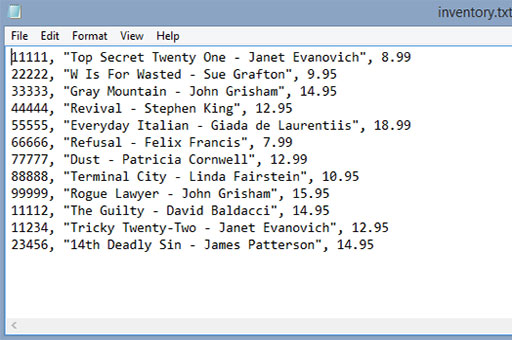 inventory.txt
File Edit Format View Help
11111, "Top Secret Twenty One - Janet Evanovich", 8.99
22222, "W Is For Wasted - Sue Grafton", 9.95
33333, "Gray Mountain - John Grisham", 14.95
44444, "Revival - Stephen King", 12.95
55555, "Everyday Italian - Giada de Laurentiis", 18.99
66666, "Refusal - Felix Francis", 7.99
77777, "Dust - Patricia Cornwell", 12.99
88888, "Terminal City - Linda Fairstein", 10.95
99999, "Rogue Lawyer - John Grisham", 15.95
11112, "The Guilty - David Baldacci", 14.95
11234, "Tricky Twenty-Two - Janet Evanovich", 12.95
23456, "14th Deadly Sin - James Patterson", 14.95